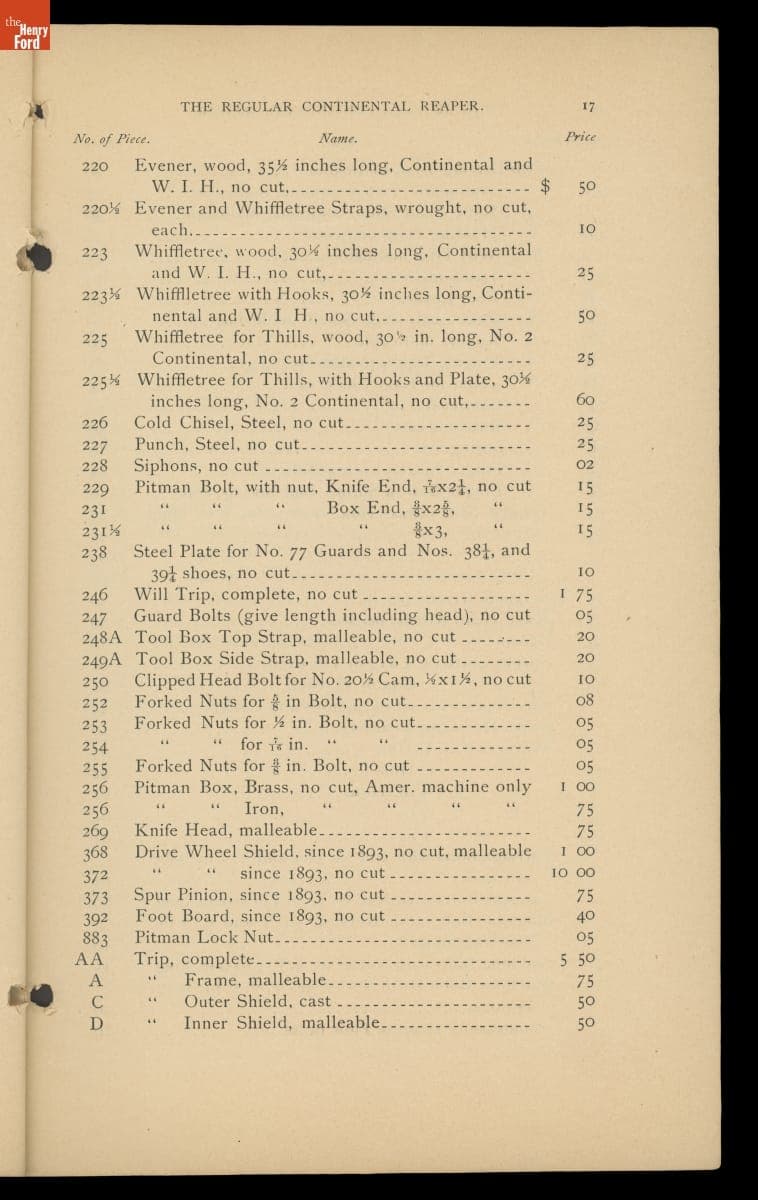 the
Henry
Ford
THE REGULAR CONTINENTAL REAPER. 17
No. of Piece. Name. Price
220 Evener, wood, 35½ inches long, Continental and
W. I. H., no cut, $ 50
220½ Evener and Whiffletree Straps, wrought, no cut,
each. 10
223 Whiffletree, wood, 30½ inches long, Continental
and W. I. H., no cut, 25
223½ Whifflletree with Hooks, 30½ inches long, Conti-
nental and W. I H., no cut. 50
225 Whiffletree for Thills, wood, 30½ in. long, No. 2
Continental, no cut 25
225½ Whiffletree for Thills, with Hooks and Plate, 30½
inches long, No. 2 Continental, no cut, 60
226 Cold Chisel, Steel, no cut 25
227 Punch, Steel, no cut 25
228 Siphons, no cut 02
229 Pitman Bolt, with nut, Knife End, 7/16x2¼, no cut 15
231 “ “ “ Box End, ⅜x2⅝, “ 15
231½ “ “ “ “ ⅜x3, “ 15
238 Steel Plate for No. 77 Guards and Nos. 38¼, and
39¼ shoes, no cut 10
246 Will Trip, complete, no cut 1 75
247 Guard Bolts (give length including head), no cut 05
248A Tool Box Top Strap, malleable, no cut 20
249A Tool Box Side Strap, malleable, no cut 20
250 Clipped Head Bolt for No. 20½ Cam, ½x1½, no cut 10
252 Forked Nuts for ⅝ in Bolt, no cut 08
253 Forked Nuts for ½ in. Bolt, no cut 05
254 “ “ for 7/16 in. “ “ 05
255 Forked Nuts for ⅜ in. Bolt, no cut 05
256 Pitman Box, Brass, no cut, Amer. machine only 1 00
256 “ “ Iron, “ “ “ “ 75
269 Knife Head, malleable 75
368 Drive Wheel Shield, since 1893, no cut, malleable 1 00
372 “ “ since 1893, no cut 10 00
373 Spur Pinion, since 1893, no cut 75
392 Foot Board, since 1893, no cut 40
883 Pitman Lock Nut 05
AA Trip, complete 5 50
A “ Frame, malleable 75
C “ Outer Shield, cast 50
D “ Inner Shield, malleable 50